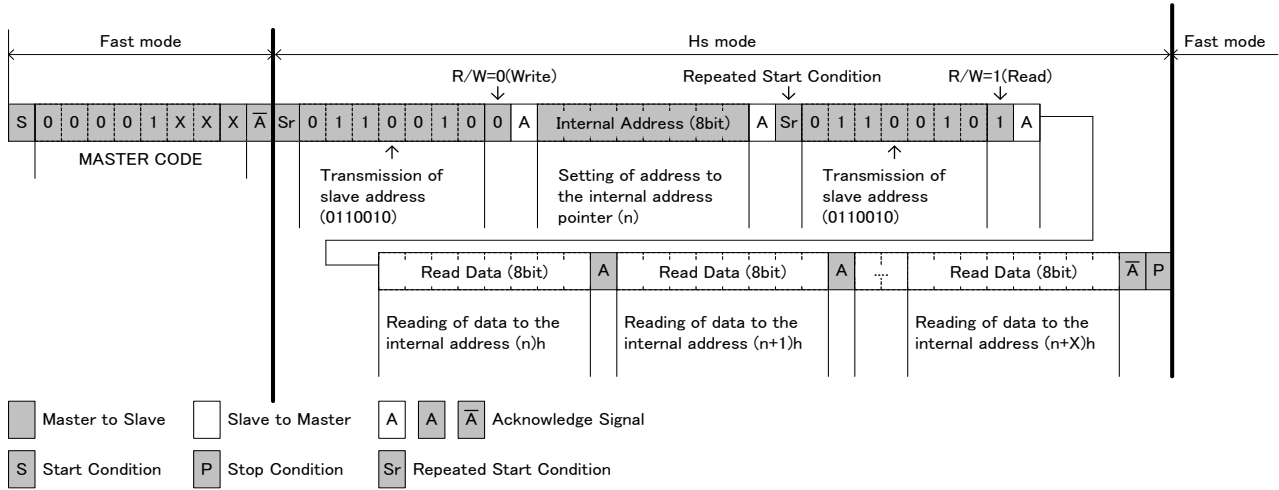 Fast mode Hs mode Fast mode
R/W=0(Write) Repeated Start Condition R/W=1(Read)
S 0 0 0 0 1 X X X A̅ Sr 0 1 1 0 0 1 0 0 A Internal Address (8bit) A Sr 0 1 1 0 0 1 0 1 A
MASTER CODE
Transmission of
slave address
(0110010)
Setting of address to
the internal address
pointer (n)
Transmission of
slave address
(0110010)
Read Data (8bit) A Read Data (8bit) A .... Read Data (8bit) A̅ P
Reading of data to the
internal address (n)h
Reading of data to the
internal address (n+1)h
Reading of data to the
internal address (n+X)h
Master to Slave Slave to Master A A A̅ Acknowledge Signal
S Start Condition P Stop Condition Sr Repeated Start Condition